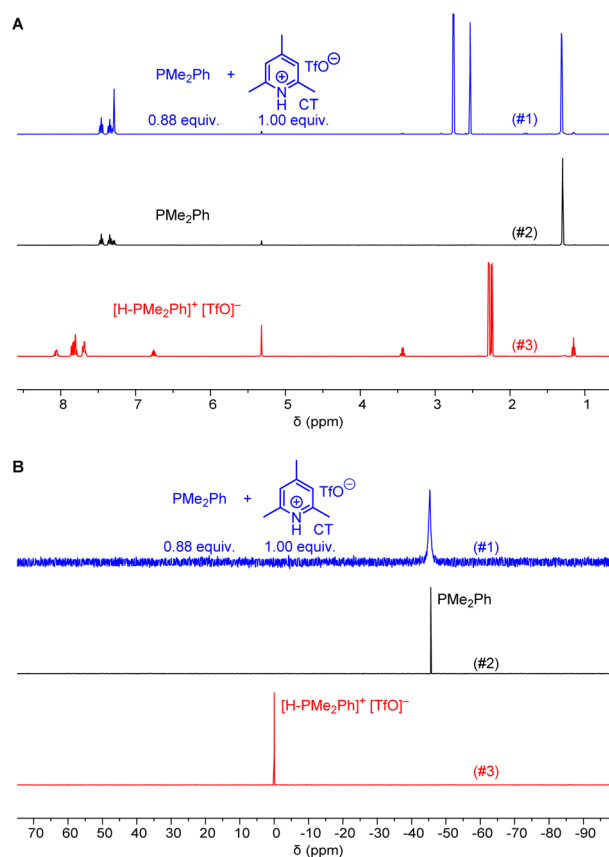 A
PMe₂Ph + N⊕ H TfO⊖ CT
0.88 equiv. 1.00 equiv.
(#1)
PMe₂Ph
(#2)
[H-PMe₂Ph]⁺ [TfO]⁻
(#3)
8 7 6 5 4 3 2 1
δ (ppm)
B
PMe₂Ph + N⊕ H TfO⊖ CT
0.88 equiv. 1.00 equiv.
(#1)
PMe₂Ph
(#2)
[H-PMe₂Ph]⁺ [TfO]⁻
(#3)
70 60 50 40 30 20 10 0 -10 -20 -30 -40 -50 -60 -70 -80 -90
δ (ppm)